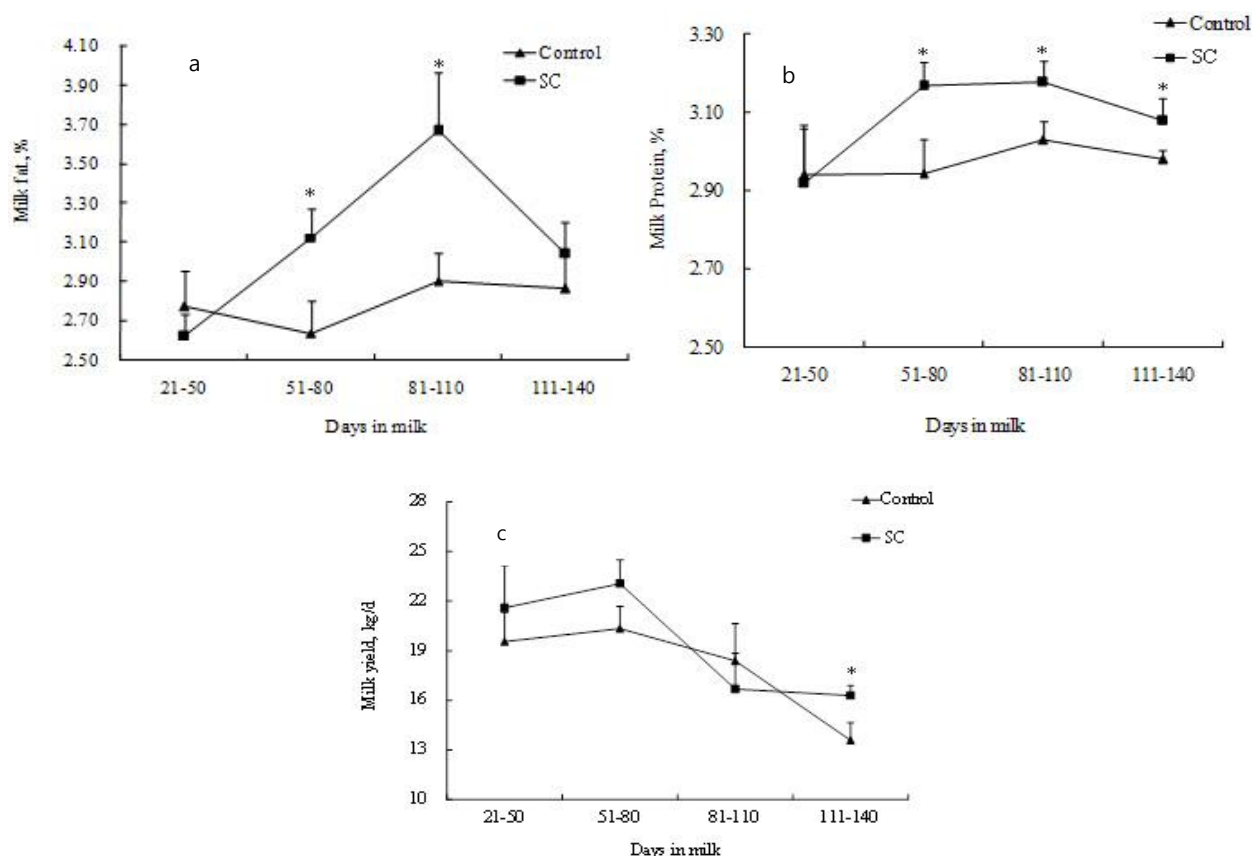 a
Control
SC
4.10
3.90
3.70
3.50
3.30
3.10
2.90
2.70
2.50
Milk fat, %
*
*
21-50 51-80 81-110 111-140
Days in milk
b
Control
SC
3.30
3.10
2.90
2.70
2.50
Milk Protein, %
* * *
21-50 51-80 81-110 111-140
Days in milk
c
Control
SC
28
25
22
19
16
13
10
Milk yield, kg/d
*
21-50 51-80 81-110 111-140
Days in milk